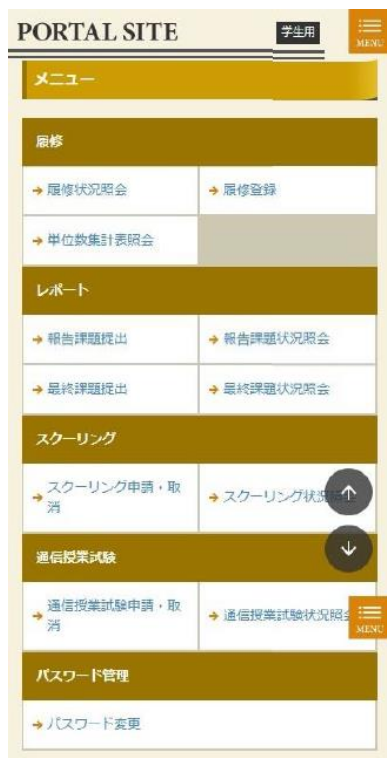 PORTAL SITE
学生用
MENU
メニュー
履修
履修状況照会
履修登録
単位数集計表照会
レポート
報告課題提出
報告課題状況照会
最終課題提出
最終課題状況照会
スクーリング
スクーリング申請・取
消
スクーリング状況
通信授業試験
通信授業試験申請・取
消
通信授業試験状況照
MENU
パスワード管理
パスワード変更